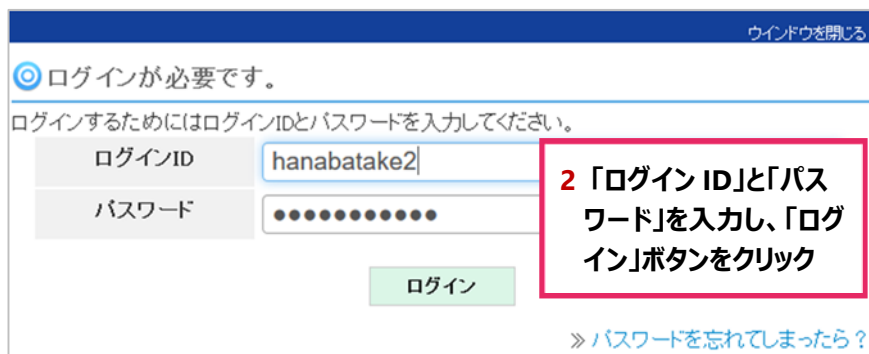 ウインドウを閉じる
ログインが必要です。
ログインするためにはログインIDとパスワードを入力してください。
ログインID
hanabatake2
パスワード
●●●●●●●●●●●
2 「ログイン ID」と「パス
ワード」を入力し、「ログ
イン」ボタンをクリック
ログイン
≫ パスワードを忘れてしまったら？